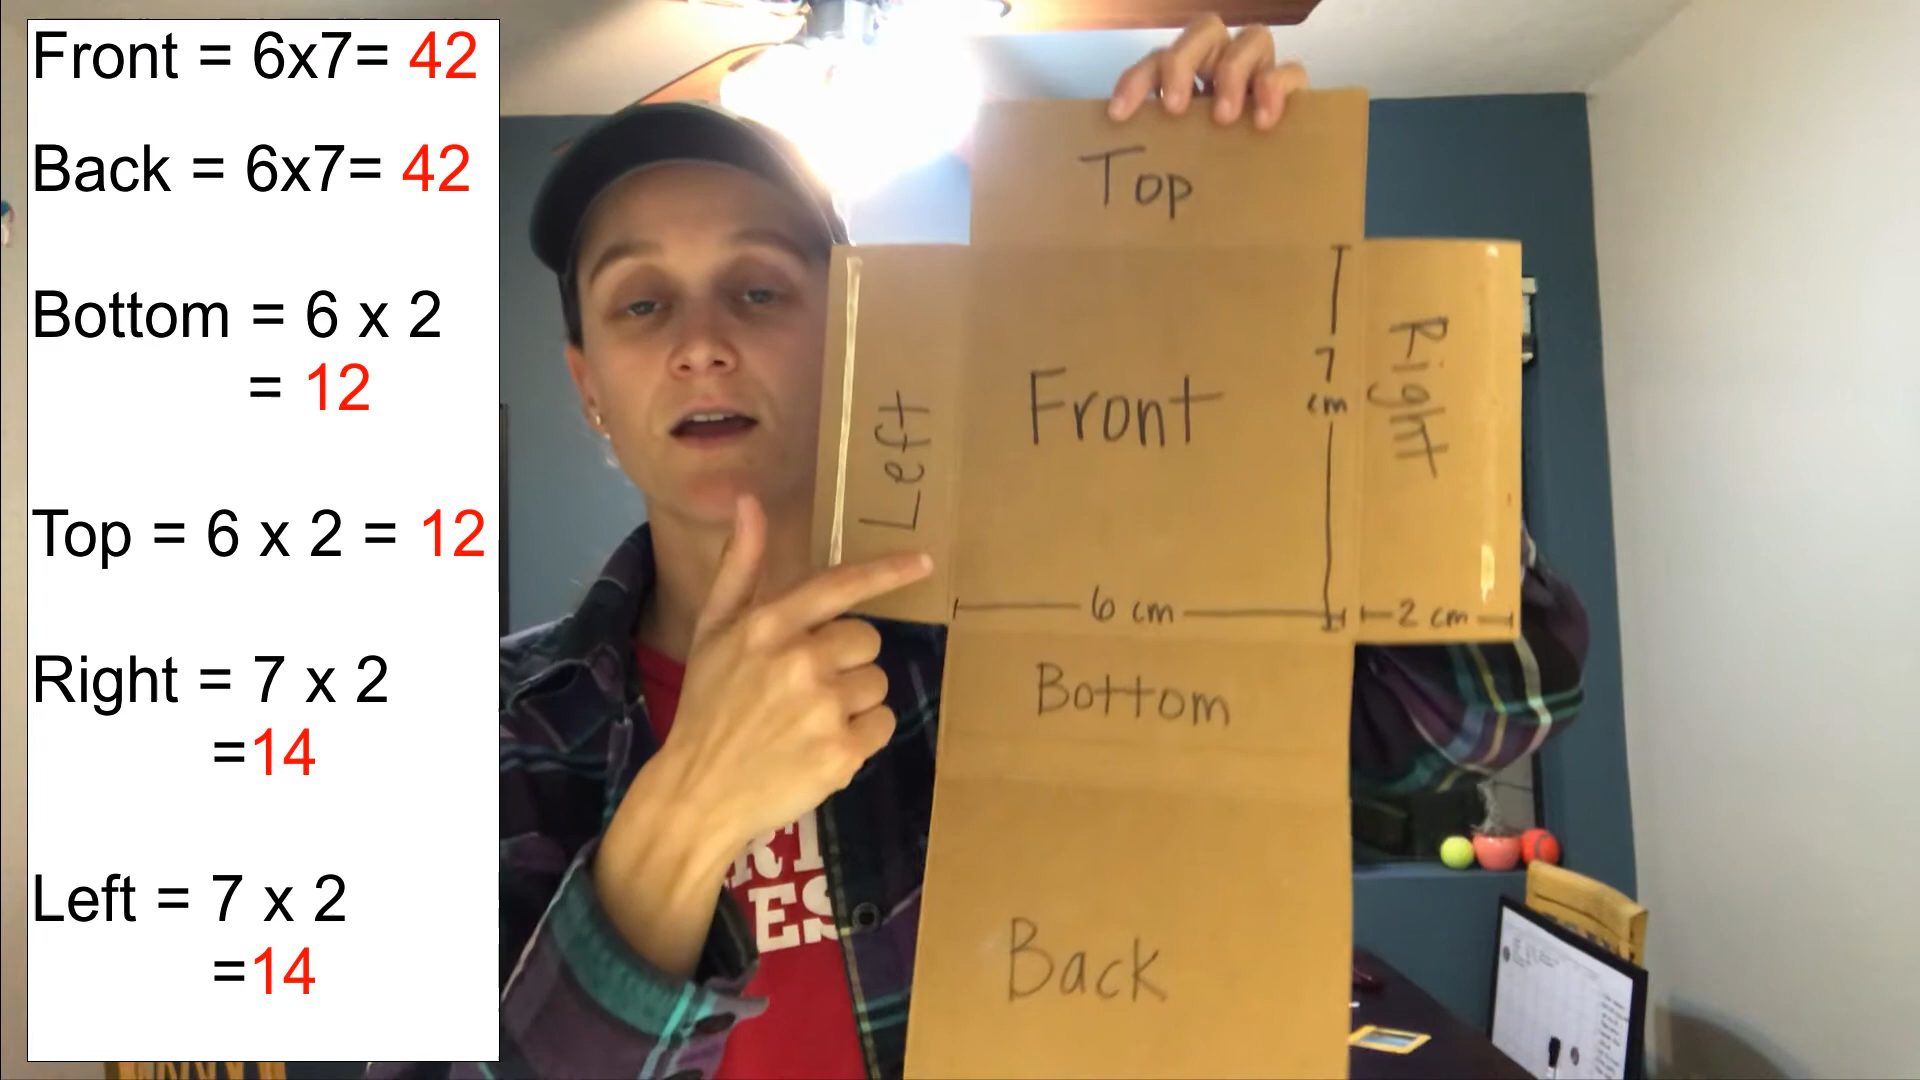 Front = 6x7= 42
Back = 6x7= 42
Bottom = 6 x 2
= 12
Top = 6 x 2 = 12
Right = 7 x 2
=14
Left = 7 x 2
=14
Top
Left
Front
7
cm
Right
6 cm
2 cm
Bottom
Back